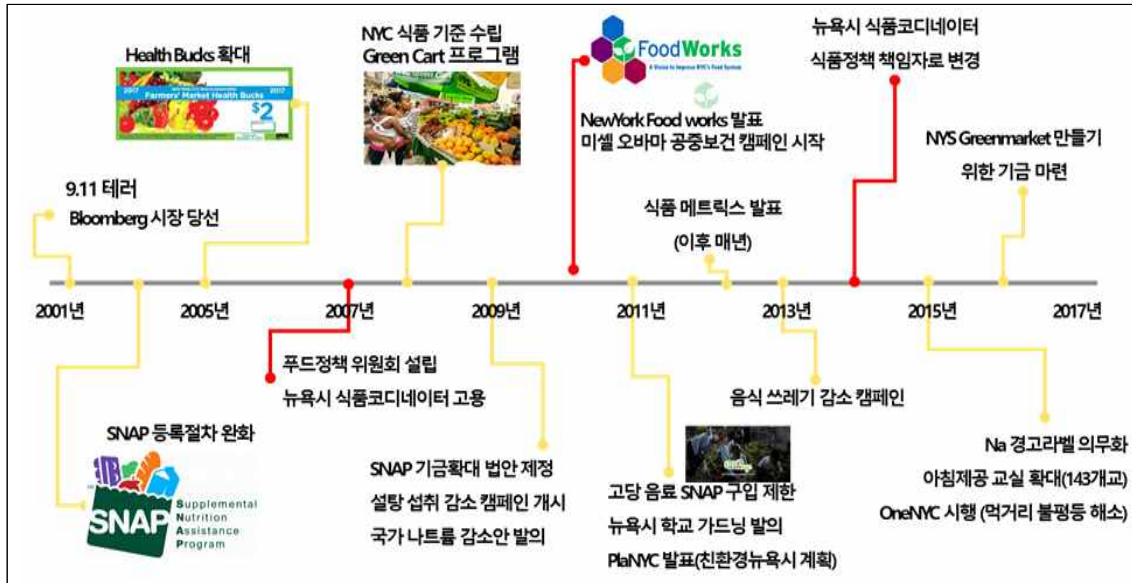 Health Bucks 확대
2017
Farmers' Market Health Bucks
2017
$2
NYC 식품 기준 수립
Green Cart 프로그램
FoodWorks
A Vision to Improve NYC's Food System
NewYork Food works 발표
미셸 오바마 공중보건 캠페인 시작
뉴욕시 식품코디네이터
식품정책 책임자로 변경
NYS Greenmarket 만들기
위한 기금 마련
9.11 테러
Bloomberg 시장 당선
식품 메트릭스 발표
(이후 매년)
2001년
2005년
2007년
2009년
2011년
2013년
2015년
2017년
푸드정책 위원회 설립
뉴욕시 식품코디네이터 고용
음식 쓰레기 감소 캠페인
SNAP 등록절차 완화
SNAP
Supplemental
Nutrition
Assistance
Program
SNAP 기금확대 법안 제정
설탕 섭취 감소 캠페인 개시
국가 나트륨 감소안 발의
고당 음료 SNAP 구입 제한
뉴욕시 학교 가드닝 발의
PlaNYC 발표(친환경뉴욕시 계획)
Na 경고라벨 의무화
아침제공 교실 확대(143개교)
OneNYC 시행 (먹거리 불평등 해소)